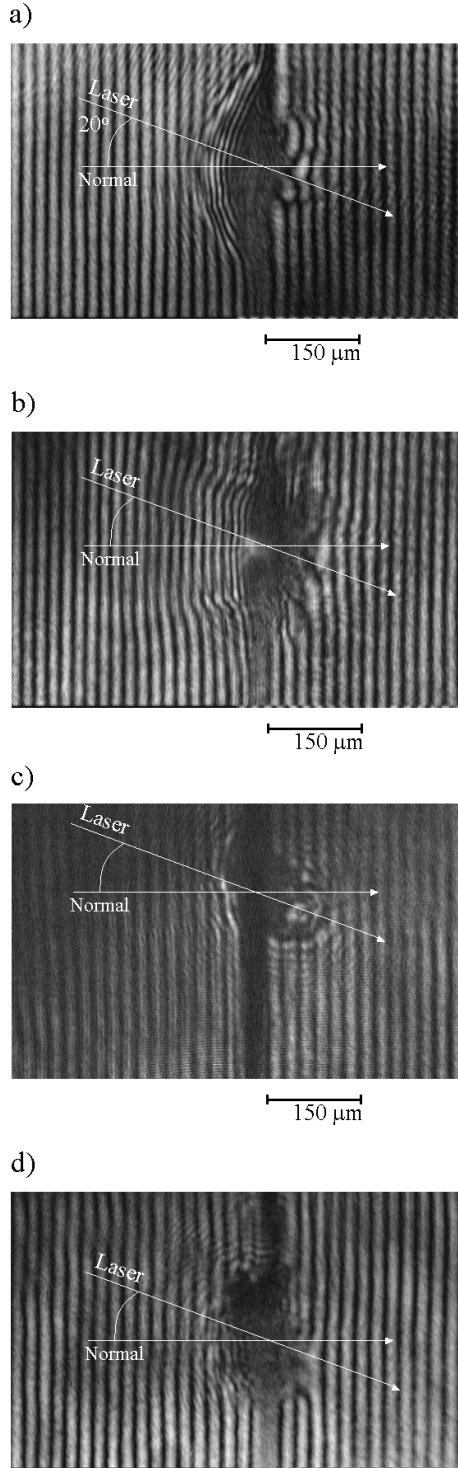 a)
Laser
20º
Normal
150 µm
b)
Laser
Normal
150 µm
c)
Laser
Normal
150 µm
d)
Laser
Normal